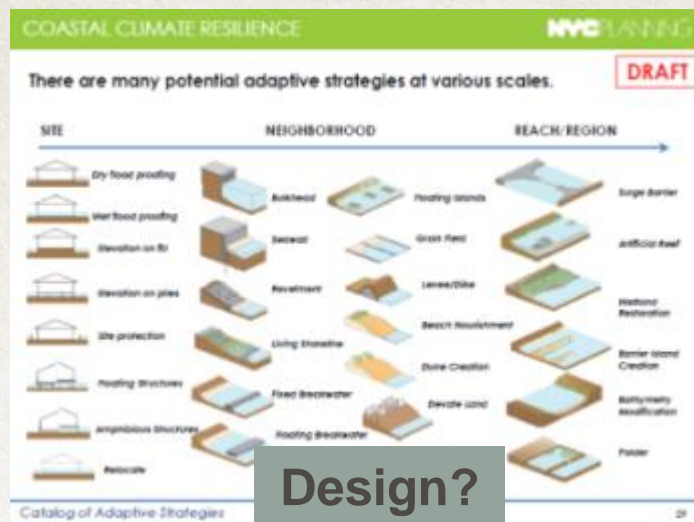 COASTAL CLIMATE RESILIENCE
NYCPLANNING
There are many potential adaptive strategies at various scales.
DRAFT
SITE
NEIGHBORHOOD
REACH/REGION
Dry flood proofing
Wet flood proofing
Elevation on fill
Elevation on piles
Site protection
Floating Structures
Amphibious Structures
Relocate
Bulkhead
Seawall
Revetment
Living Shoreline
Fixed Breakwater
Floating Breakwater
Floating Islands
Groin Field
Levee/Dike
Beach Nourishment
Dune Creation
Elevate Land
Surge Barrier
Artificial Reef
Wetland
Restoration
Barrier Island
Creation
Bathymetry
Modification
Polder
Design?
Catalog of Adaptive Strategies